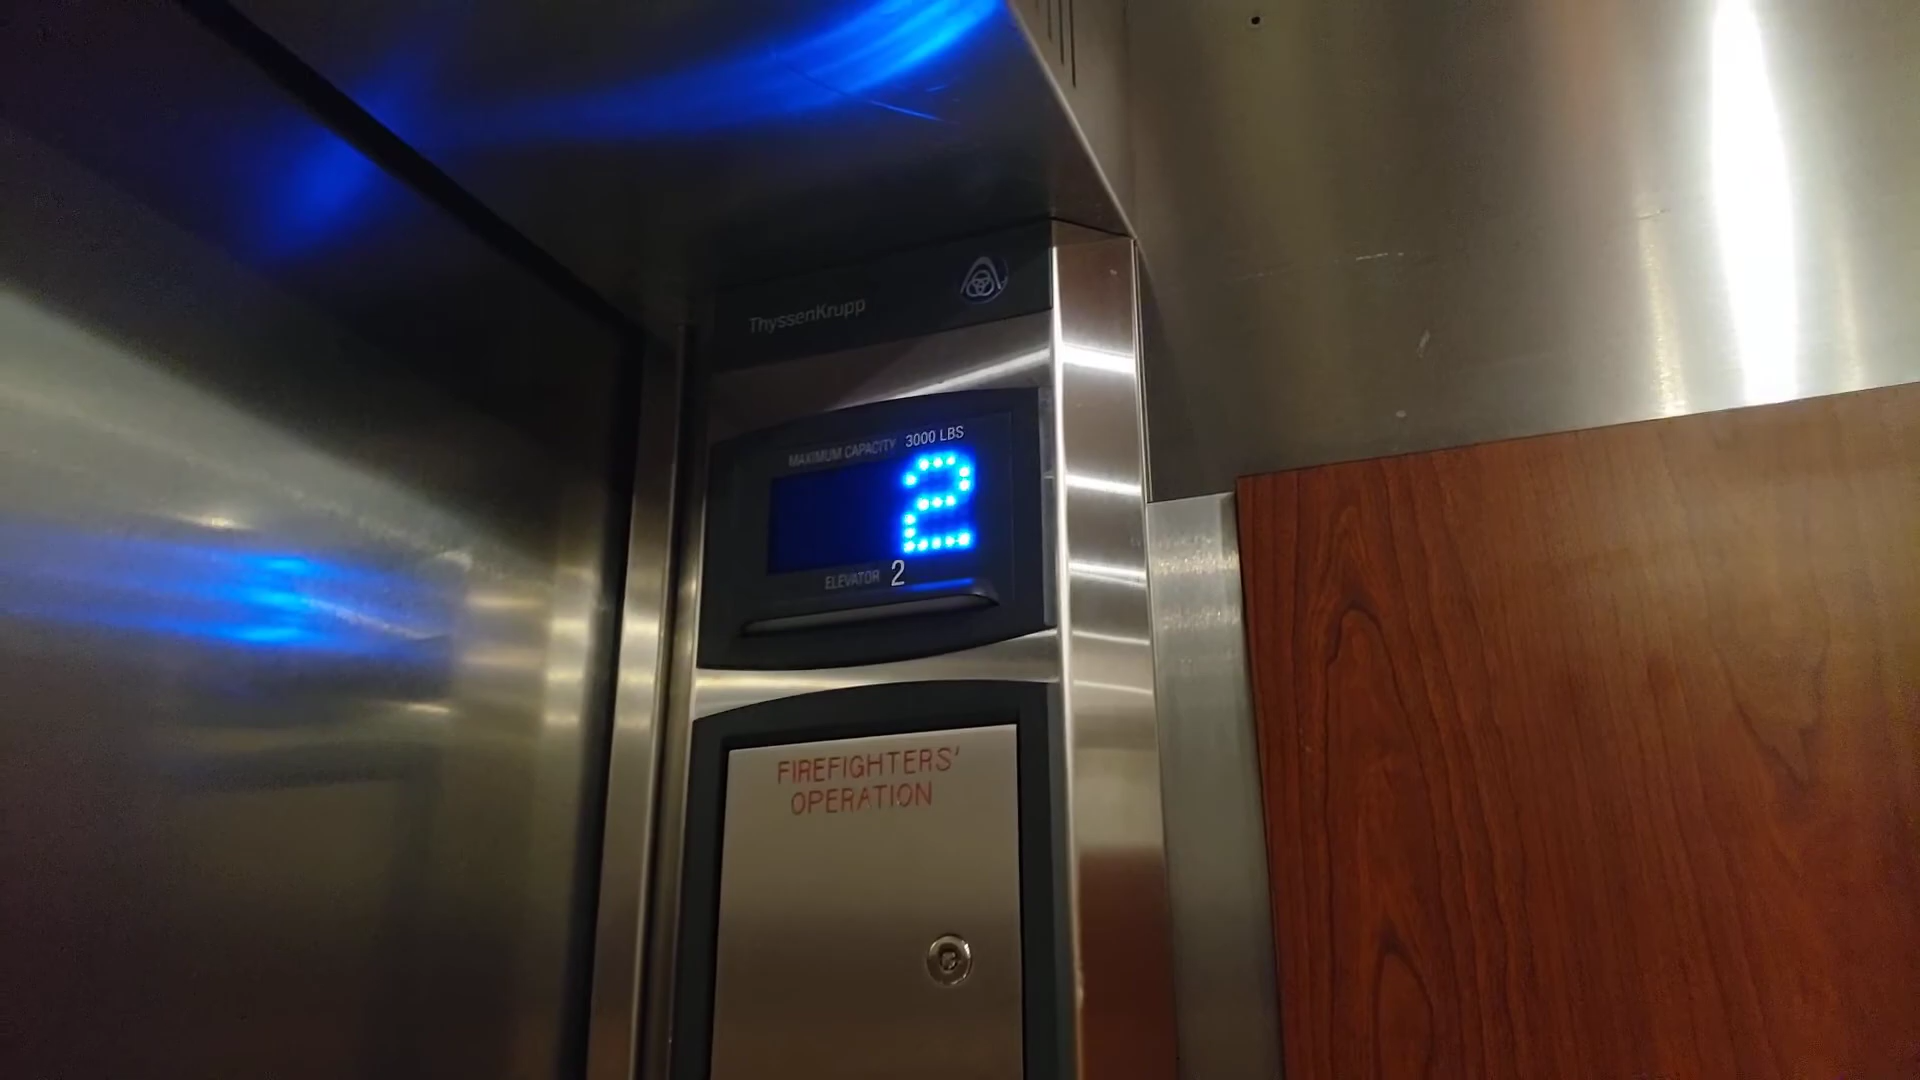 ThyssenKrupp
MAXIMUM CAPACITY 3000 LBS
2
ELEVATOR 2
FIREFIGHTERS'
OPERATION